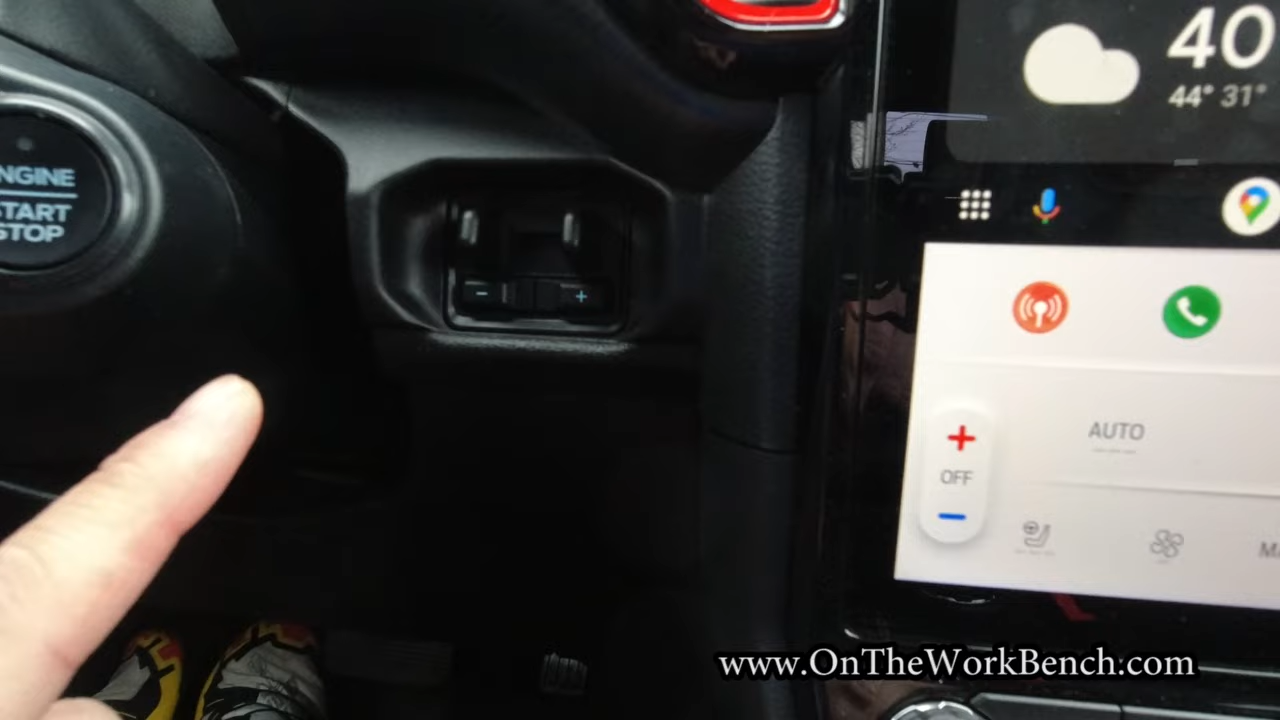 NGINE
START
STOP
- +
40
44° 31°
+
OFF
-
AUTO
www.OnTheWorkBench.com